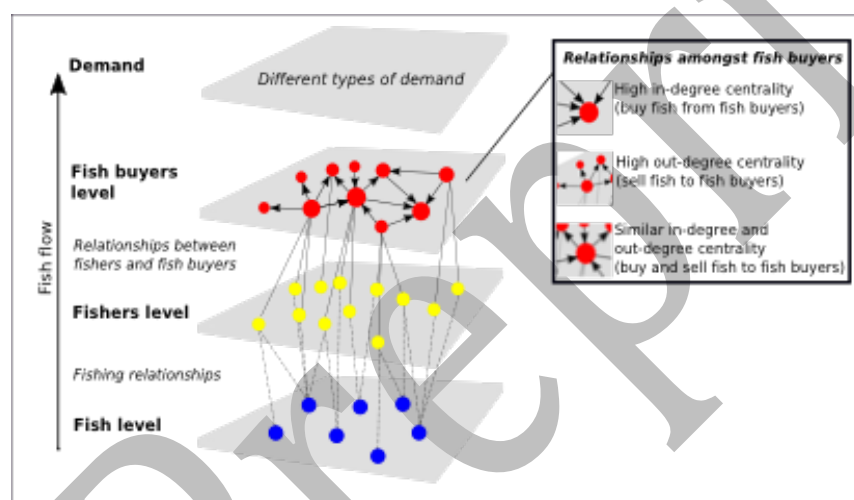 Demand
Different types of demand
Fish buyers
level
Relationships between
fishers and fish buyers
Fishers level
Fishing relationships
Fish level
Fish flow
Relationships amongst fish buyers
High in-degree centrality
(buy fish from fish buyers)
High out-degree centrality
(sell fish to fish buyers)
Similar in-degree and
out-degree centrality
(buy and sell fish to fish buyers)
Preprint